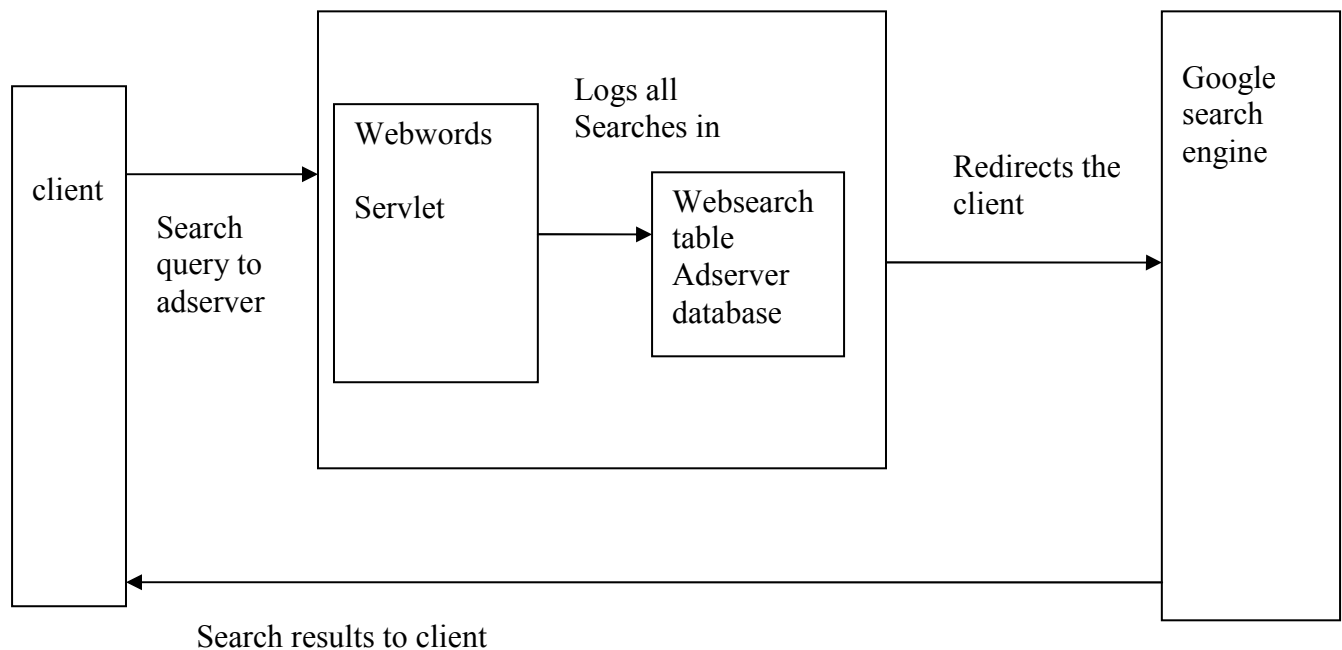 client
Search
query to
adserver
Webwords
Servlet
Logs all
Searches in
Websearch
table
Adserver
database
Redirects the
client
Google
search
engine
Search results to client